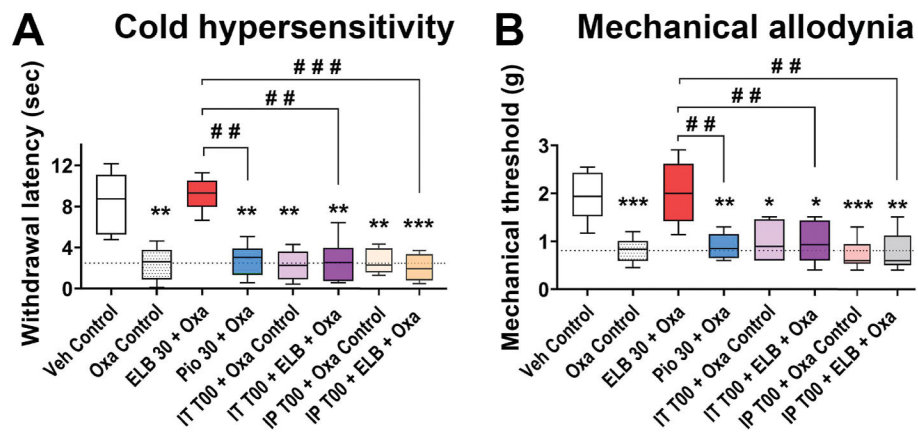 A Cold hypersensitivity
# # #
# #
# #
Withdrawal latency (sec)
12
8
4
0
**
**
**
**
**
***
Veh Control
Oxa Control
ELB 30 + Oxa
Pio 30 + Oxa
IT T00 + Oxa Control
IT T00 + ELB + Oxa
IP T00 + Oxa Control
IP T00 + ELB + Oxa
B Mechanical allodynia
# #
# #
# #
Mechanical threshold (g)
3
2
1
0
***
**
*
*
***
**
Veh Control
Oxa Control
ELB 30 + Oxa
Pio 30 + Oxa
IT T00 + Oxa Control
IT T00 + ELB + Oxa
IP T00 + Oxa Control
IP T00 + ELB + Oxa